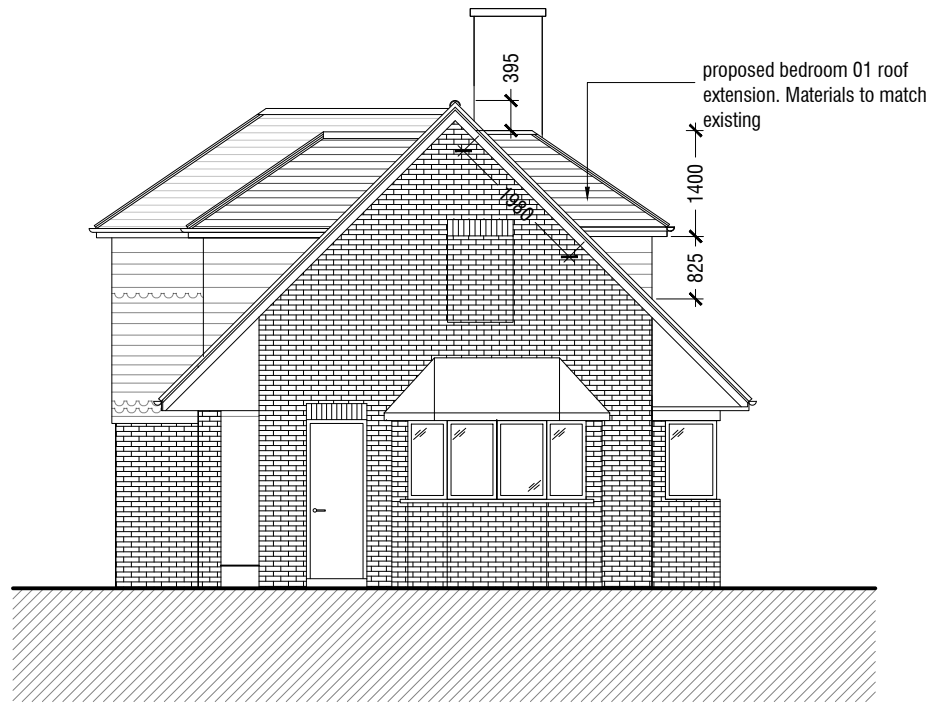 395
proposed bedroom 01 roof
extension. Materials to match
existing
1400
1980
825